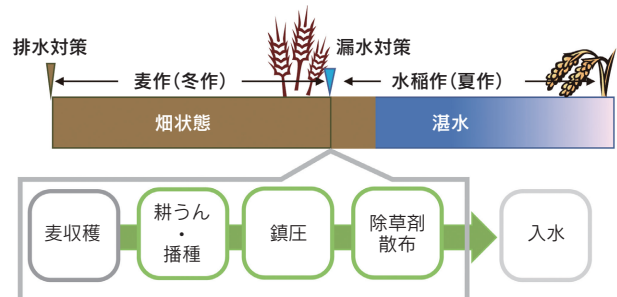 排水対策
漏水対策
麦作（冬作）
水稲作（夏作）
畑状態
湛水
麦収穫
耕うん
・
播種
鎮圧
除草剤
散布
入水